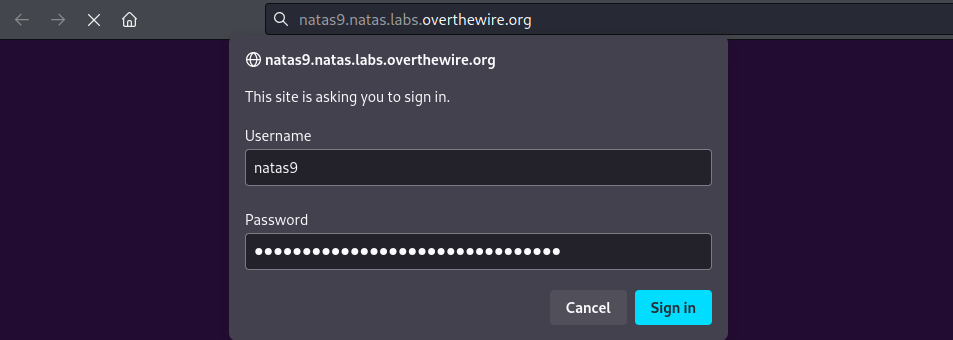 natas9.natas.labs.overthewire.org
natas9.natas.labs.overthewire.org
This site is asking you to sign in.
Username
natas9
Password
●●●●●●●●●●●●●●●●●●●●●●●●●●●●●●●●
Cancel Sign in